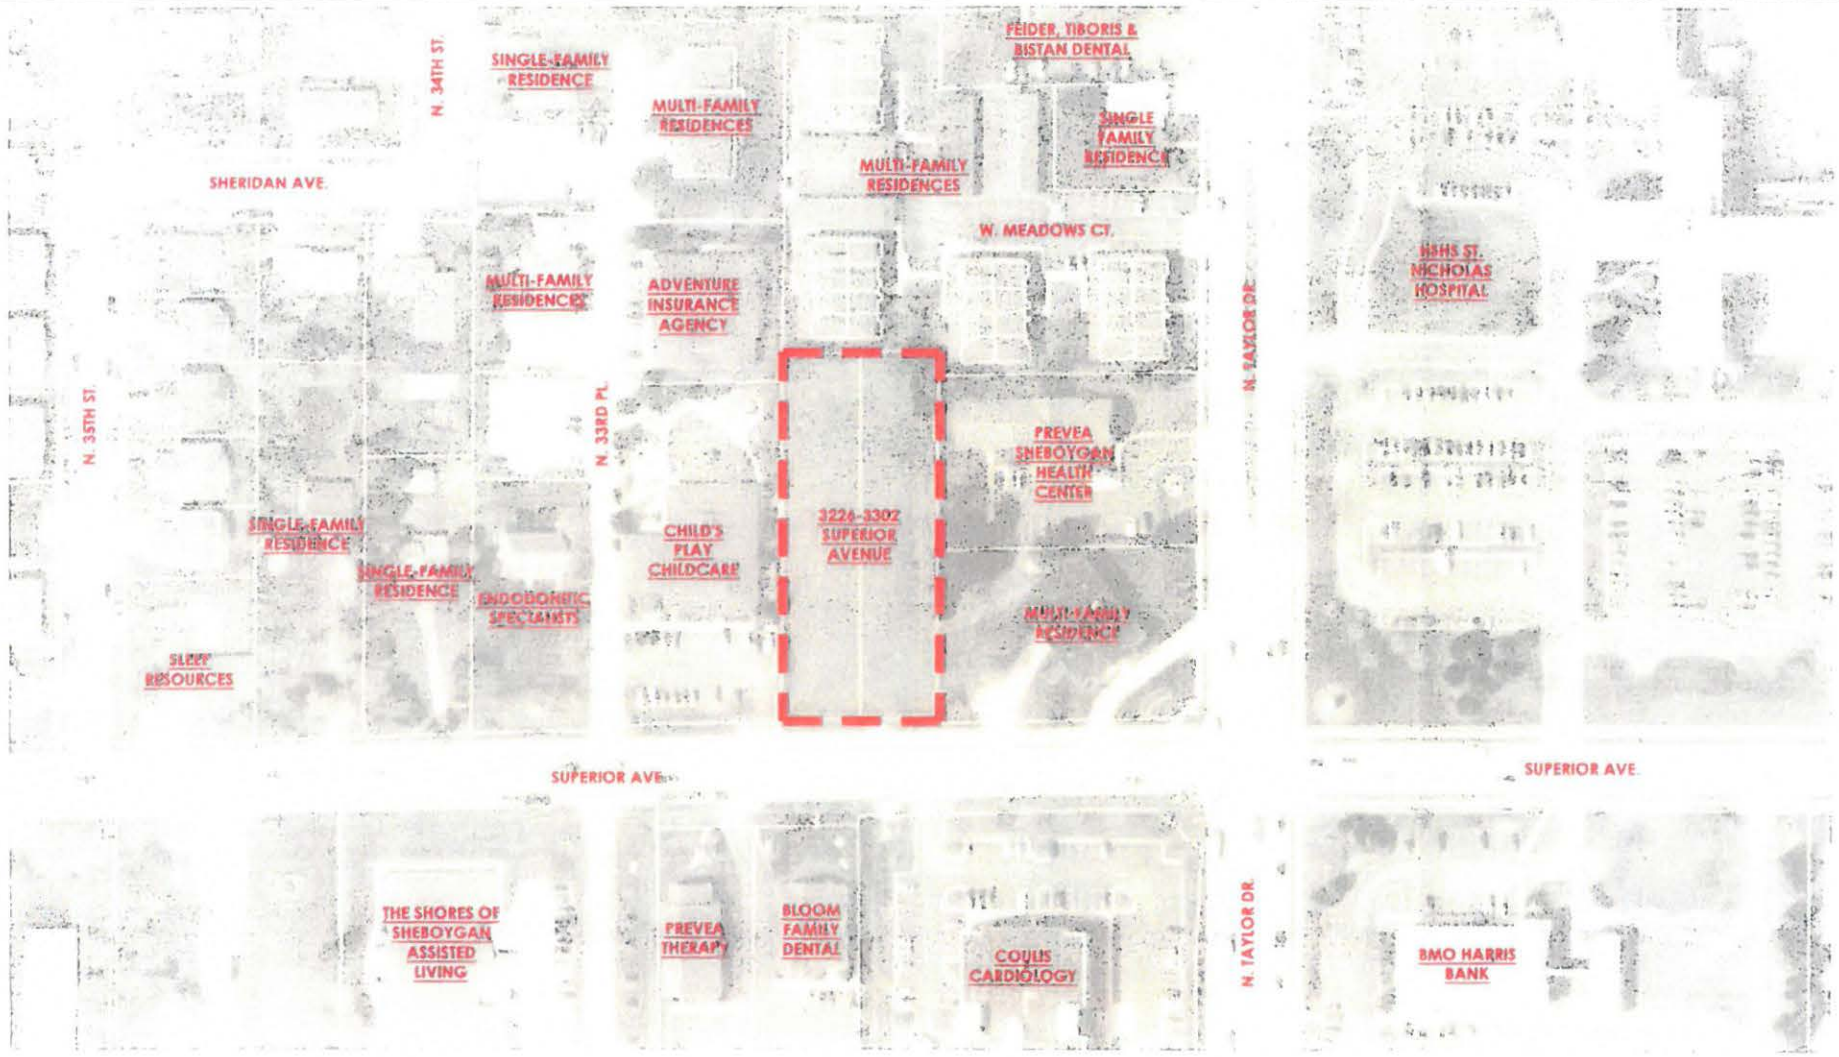 N. 34TH ST.
SINGLE-FAMILY
RESIDENCE
MULTI-FAMILY
RESIDENCES
FEIDER, TIBORIS &
BISTAN DENTAL
SINGLE
FAMILY
RESIDENCE
MULTI-FAMILY
RESIDENCES
SHERIDAN AVE.
W. MEADOWS CT.
MULTI-FAMILY
RESIDENCES
ADVENTURE
INSURANCE
AGENCY
HSHS ST.
NICHOLAS
HOSPITAL
N. TAYLOR DR.
N. 35TH ST
N. 33RD PL.
PREVEA
SHEBOYGAN
HEALTH
CENTER
SINGLE-FAMILY
RESIDENCE
SINGLE-FAMILY
RESIDENCE
ENDODONTIC
SPECIALISTS
CHILD'S
PLAY
CHILDCARE
3226-3302
SUPERIOR
AVENUE
MULTI-FAMILY
RESIDENCE
SLEEP
RESOURCES
SUPERIOR AVE.
SUPERIOR AVE.
THE SHORES OF
SHEBOYGAN
ASSISTED
LIVING
PREVEA
THERAPY
BLOOM
FAMILY
DENTAL
COULIS
CARDIOLOGY
N. TAYLOR DR.
BMO HARRIS
BANK